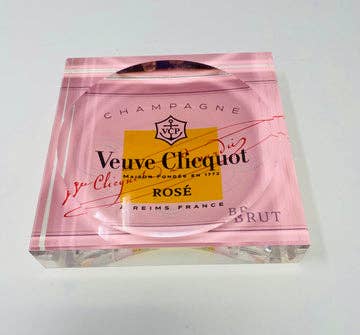 CHAMPAGNE
VCP
Veuve Clicquot
MAISON FONDÉE EN 1772
ROSÉ
A REIMS, FRANCE
BRUT